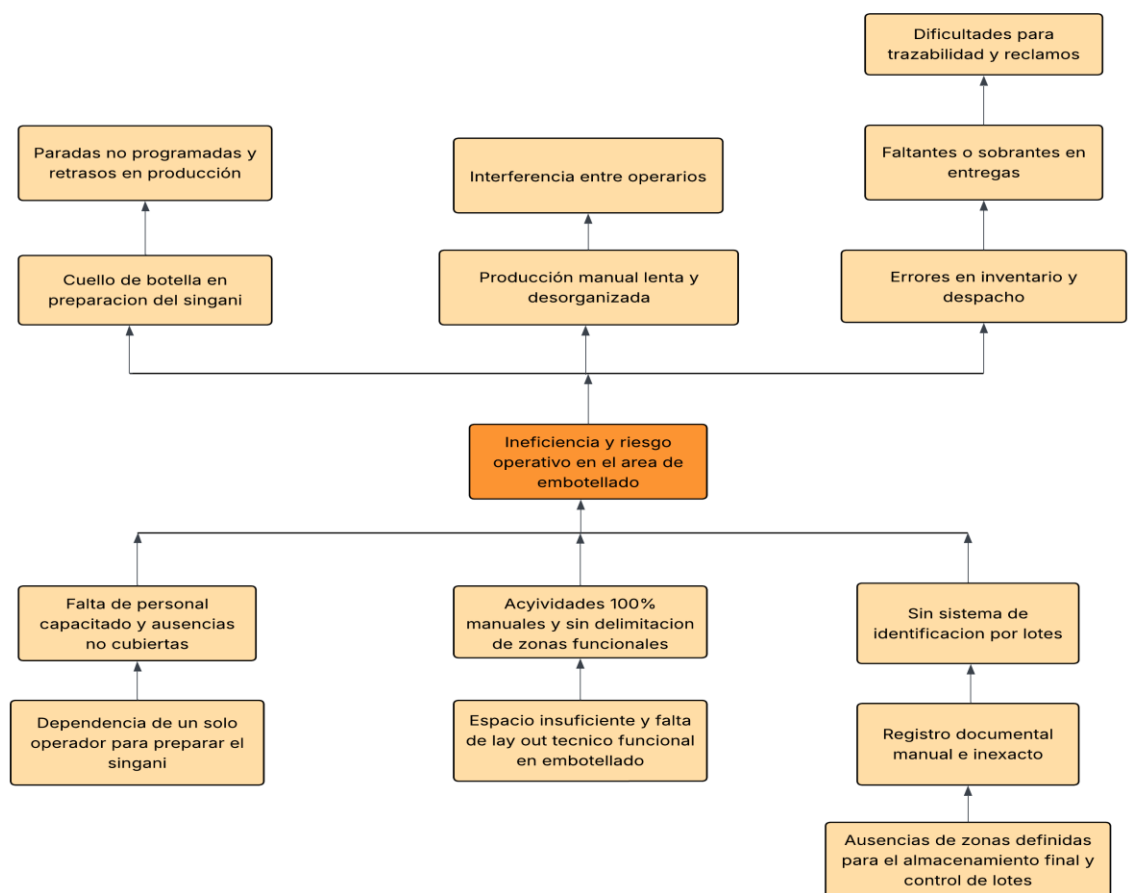 Dificultades para
trazabilidad y reclamos
Paradas no programadas y
retrasos en producción
Interferencia entre operarios
Faltantes o sobrantes en
entregas
Cuello de botella en
preparacion del singani
Producción manual lenta y
desorganizada
Errores en inventario y
despacho
Ineficiencia y riesgo
operativo en el area de
embotellado
Falta de personal
capacitado y ausencias
no cubiertas
Acyividades 100%
manuales y sin delimitacion
de zonas funcionales
Sin sistema de
identificacion por lotes
Dependencia de un solo
operador para preparar el
singani
Espacio insuficiente y falta
de lay out tecnico funcional
en embotellado
Registro documental
manual e inexacto
Ausencias de zonas definidas
para el almacenamiento final y
control de lotes